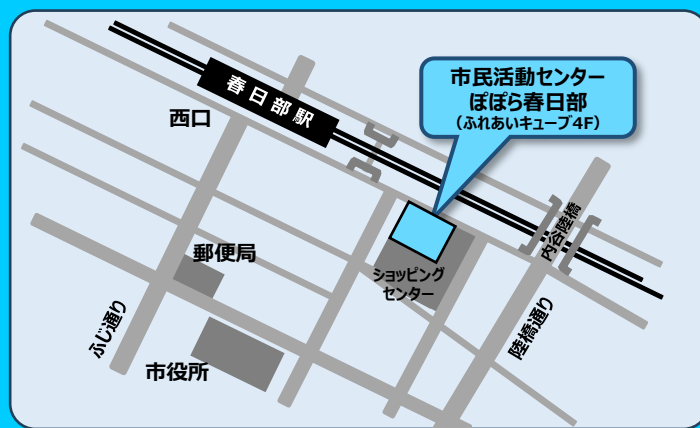 春日部駅
西口
市民活動センター
ぽぽら春日部
（ふれあいキューブ4F）
内谷陸橋
郵便局
ショッピング
センター
ふじ通り
陸橋通り
市役所